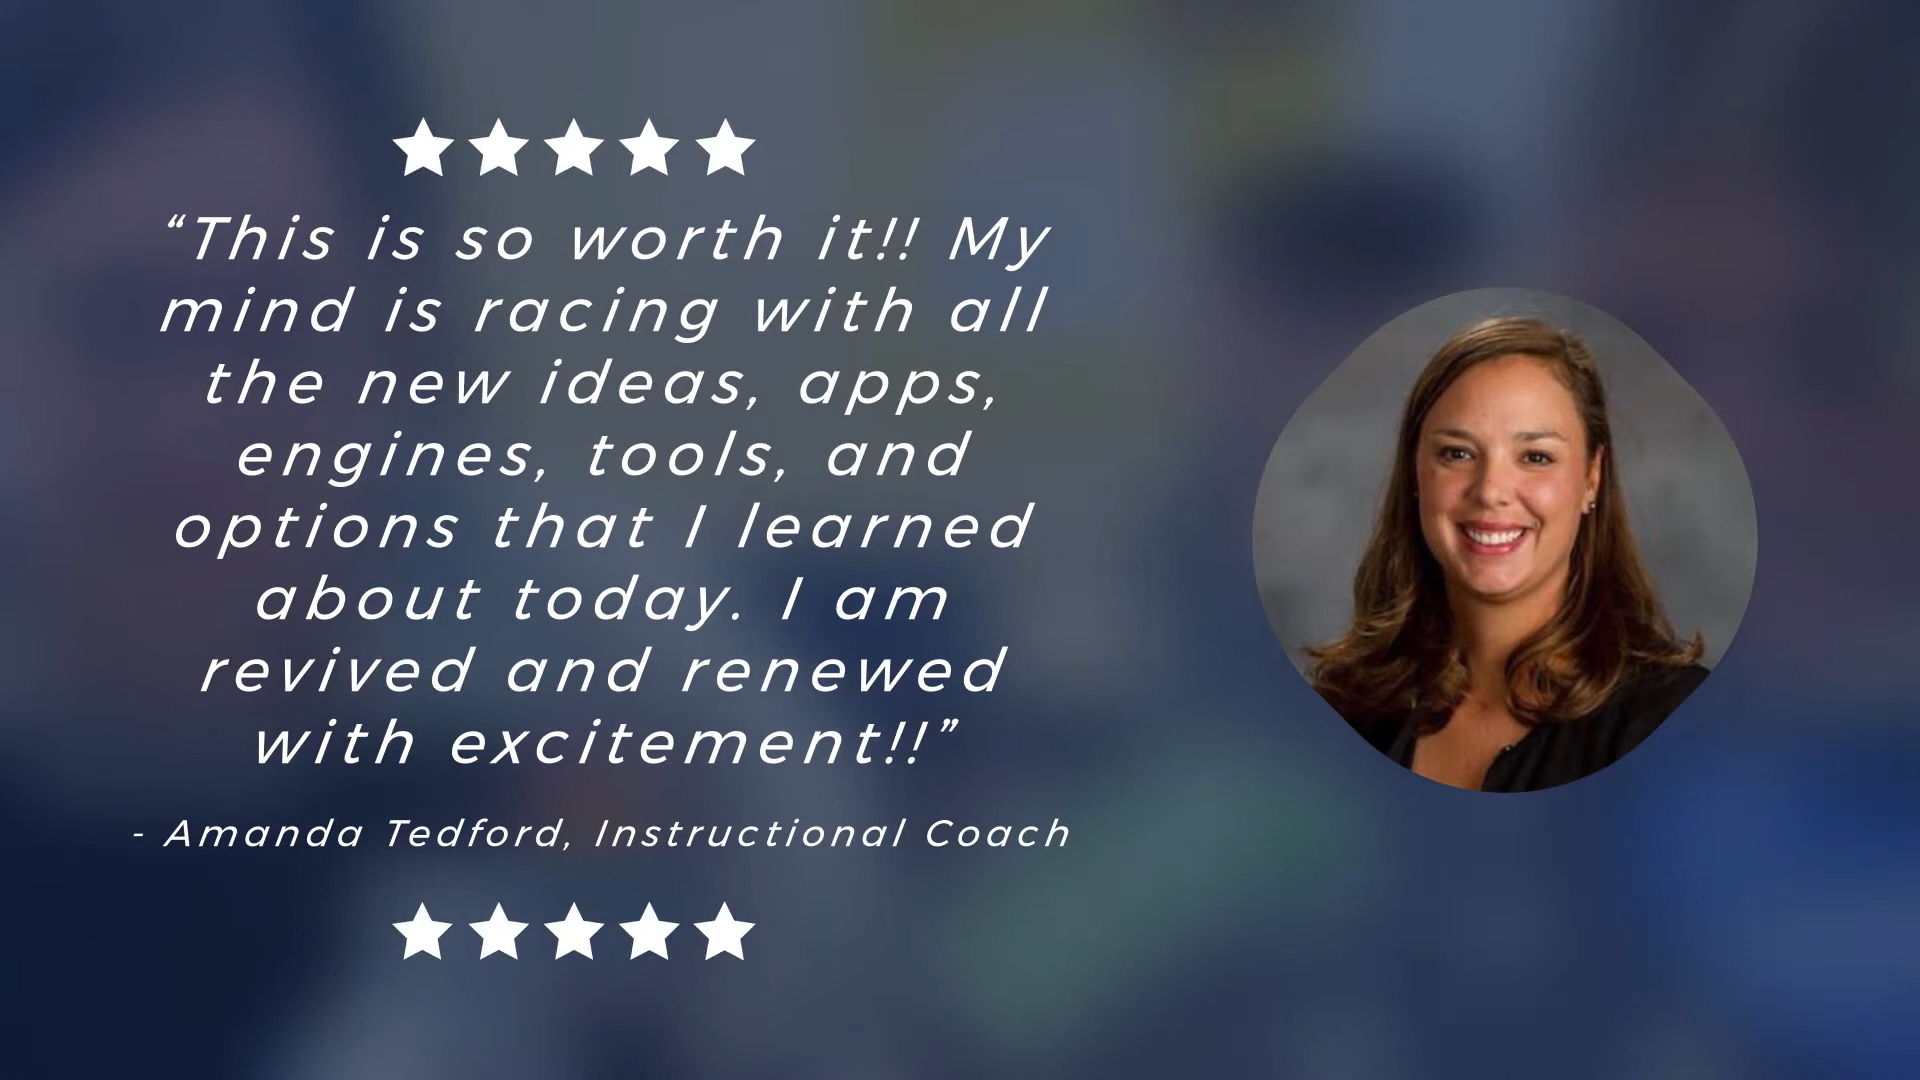 “This is so worth it!! My
mind is racing with all
the new ideas, apps,
engines, tools, and
options that I learned
about today. I am
revived and renewed
with excitement!!”
- Amanda Tedford, Instructional Coach